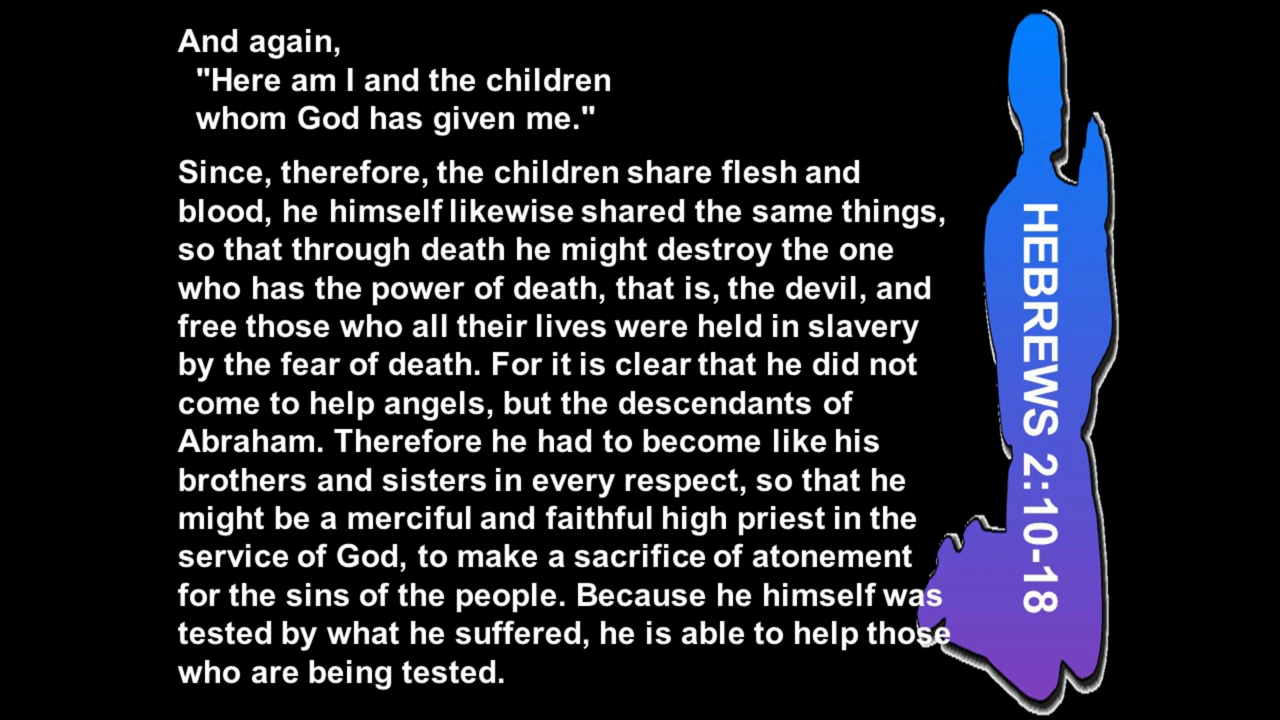 And again,
"Here am I and the children
whom God has given me."
Since, therefore, the children share flesh and
blood, he himself likewise shared the same things,
so that through death he might destroy the one
who has the power of death, that is, the devil, and
free those who all their lives were held in slavery
by the fear of death. For it is clear that he did not
come to help angels, but the descendants of
Abraham. Therefore he had to become like his
brothers and sisters in every respect, so that he
might be a merciful and faithful high priest in the
service of God, to make a sacrifice of atonement
for the sins of the people. Because he himself was
tested by what he suffered, he is able to help those
who are being tested.
HEBREWS 2:10-18